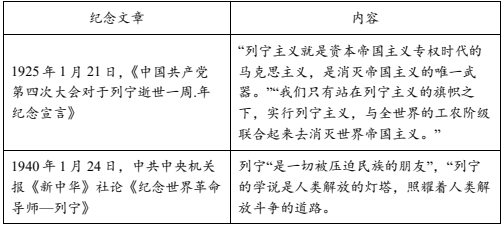 纪念文章
内容
1925 年 1 月 21 日，《中国共产党
第四次大会对于列宁逝世一周.年
纪念宣言》
“列宁主义就是资本帝国主义专权时代的
马克思主义，是消灭帝国主义的唯一武
器。”“我们只有站在列宁主义的旗帜之
下，实行列宁主义，与全世界的工农阶级
联合起来去消灭世界帝国主义。”
1940 年 1 月 24 日，中共中央机关
报《新中华》社论《纪念世界革命
导师—列宁》
列宁“是一切被压迫民族的朋友”，“列宁
的学说是人类解放的灯塔，照耀着人类解
放斗争的道路。